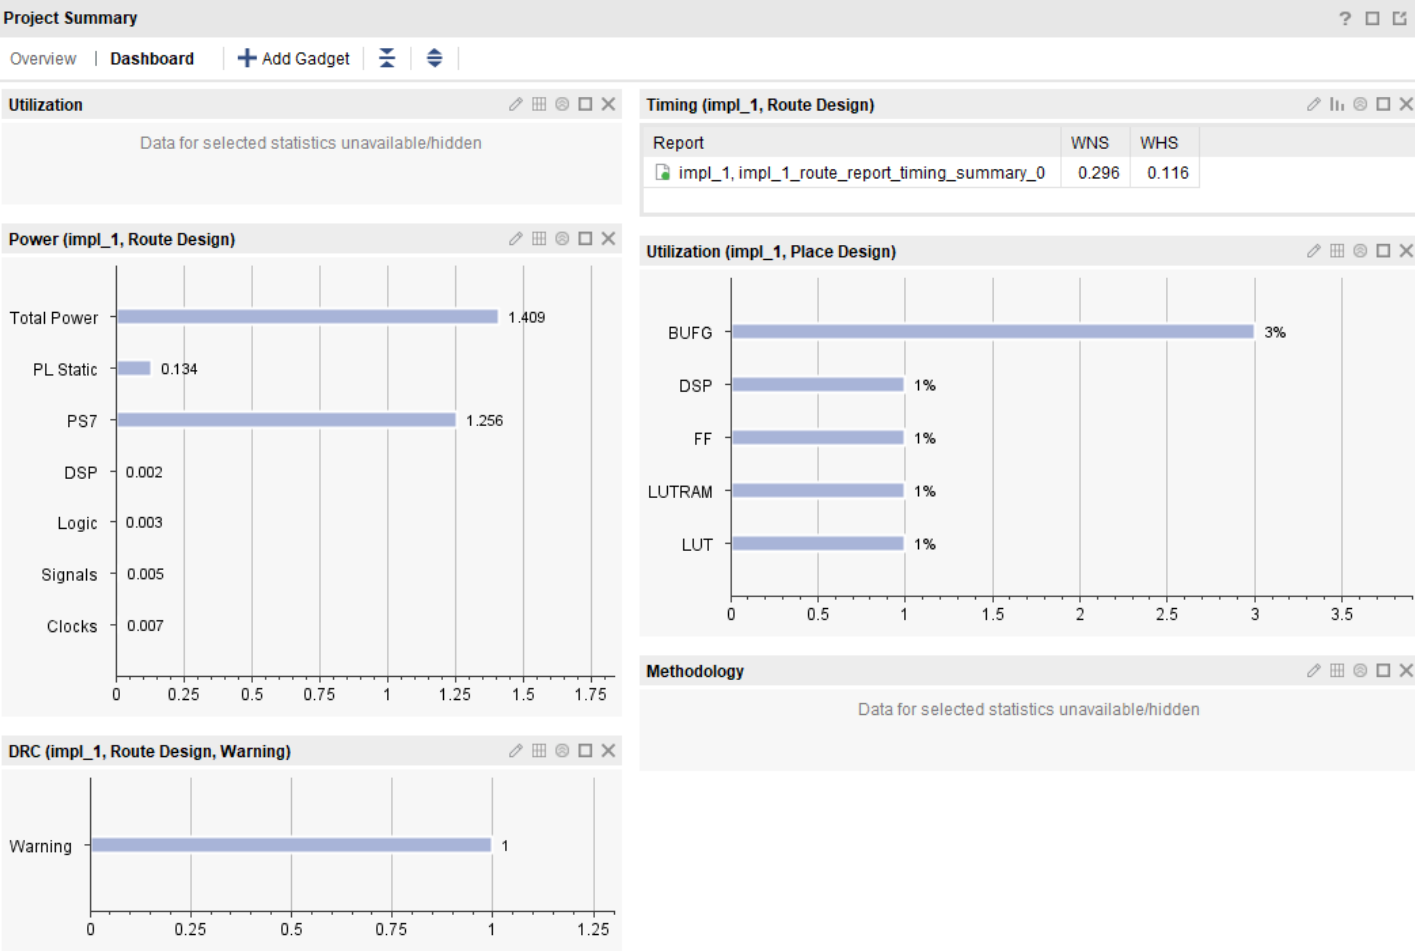 Project Summary
?
Overview | Dashboard
Add Gadget
Utilization
Data for selected statistics unavailable/hidden
Power (impl_1, Route Design)
Total Power 1.409
PL Static 0.134
PS7 1.256
DSP 0.002
Logic 0.003
Signals 0.005
Clocks 0.007
0 0.25 0.5 0.75 1 1.25 1.5 1.75
DRC (impl_1, Route Design, Warning)
Warning 1
0 0.25 0.5 0.75 1 1.25
Timing (impl_1, Route Design)
Report WNS WHS
impl_1, impl_1_route_report_timing_summary_0 0.296 0.116
Utilization (impl_1, Place Design)
BUFG 3%
DSP 1%
FF 1%
LUTRAM 1%
LUT 1%
0 0.5 1 1.5 2 2.5 3 3.5
Methodology
Data for selected statistics unavailable/hidden